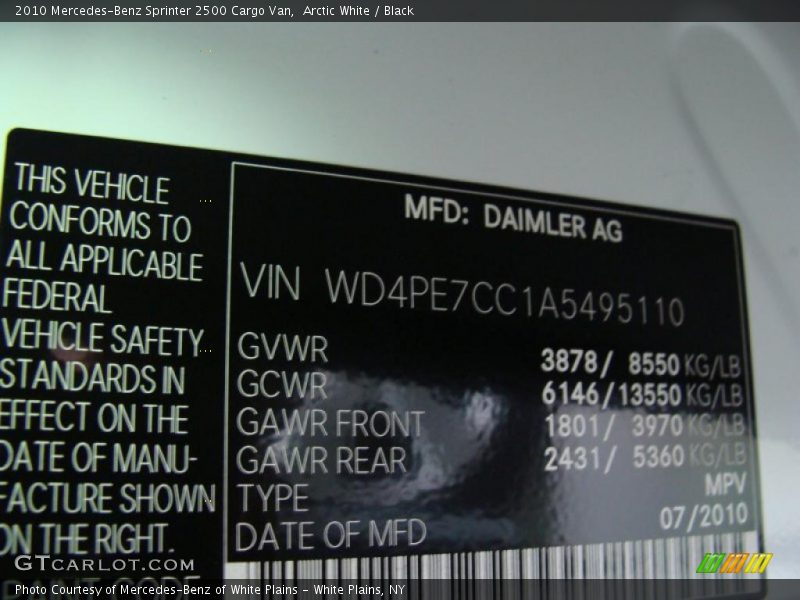 2010 Mercedes-Benz Sprinter 2500 Cargo Van, Arctic White / Black
THIS VEHICLE
CONFORMS TO
ALL APPLICABLE
FEDERAL
VEHICLE SAFETY
STANDARDS IN
EFFECT ON THE
DATE OF MANU-
FACTURE SHOWN
ON THE RIGHT.
PAINT CODE
MFD: DAIMLER AG
VIN WD4PE7CC1A5495110
GVWR 3878/ 8550 KG/LB
GCWR 6146/13550 KG/LB
GAWR FRONT 1801/ 3970 KG/LB
GAWR REAR 2431/ 5360 KG/LB
TYPE MPV
DATE OF MFD 07/2010
GTCARLOT.COM
Photo Courtesy of Mercedes-Benz of White Plains - White Plains, NY